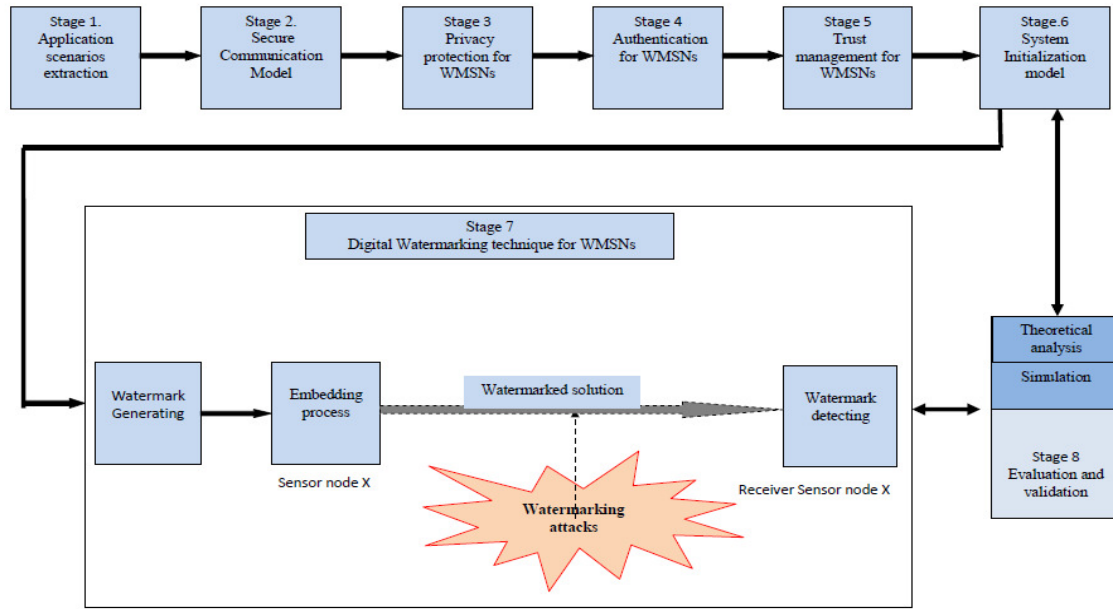 Stage 1.
Application
scenarios
extraction
Stage 2.
Secure
Communication
Model
Stage 3
Privacy
protection for
WMSNs
Stage 4
Authentication
for WMSNs
Stage 5
Trust
management for
WMSNs
Stage.6
System
Initialization
model
Stage 7
Digital Watermarking technique for WMSNs
Watermark
Generating
Embedding
process
Sensor node X
Watermarked solution
Watermarking
attacks
Watermark
detecting
Receiver Sensor node X
Theoretical
analysis
Simulation
Stage 8
Evaluation and
validation